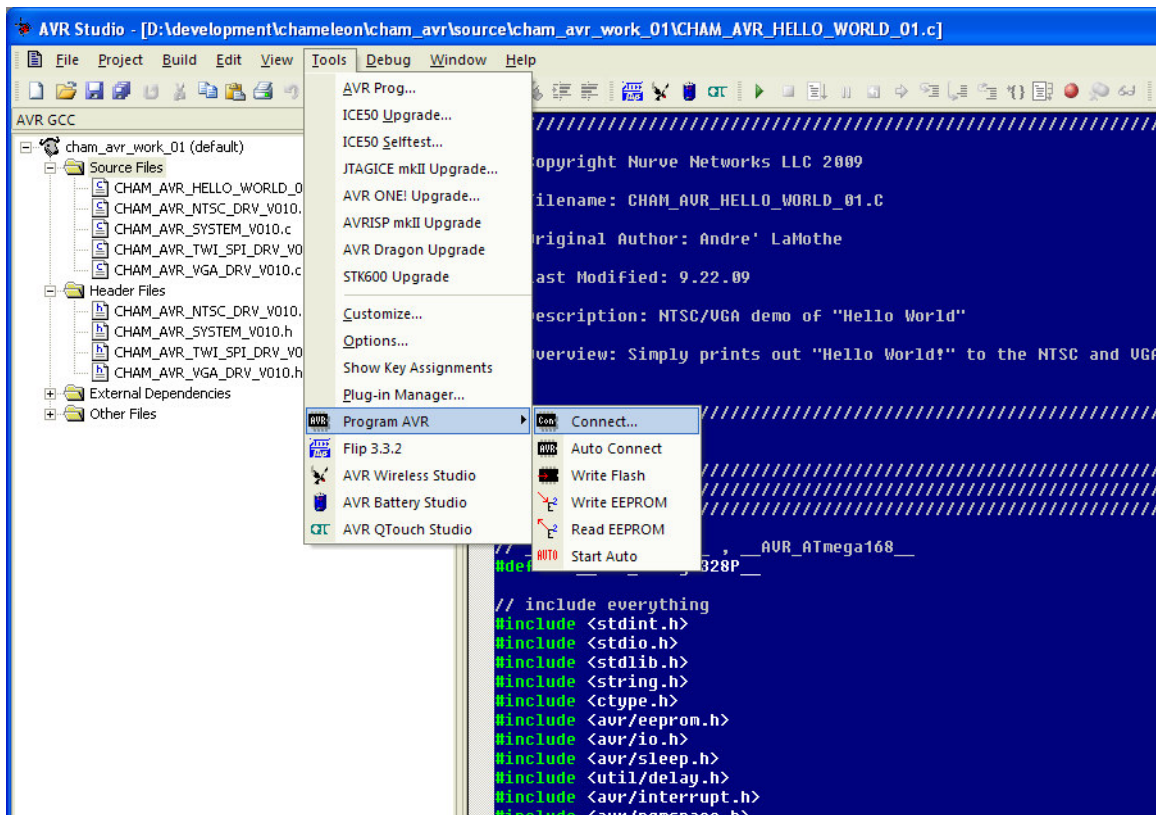 AVR Studio - [D:\development\chameleon\cham_avr\source\cham_avr_work_01\CHAM_AVR_HELLO_WORLD_01.c]
File Project Build Edit View Tools Debug Window Help
AVR GCC
cham_avr_work_01 (default)
Source Files
CHAM_AVR_HELLO_WORLD_0
CHAM_AVR_NTSC_DRV_V010.
CHAM_AVR_SYSTEM_V010.c
CHAM_AVR_TWI_SPI_DRV_V0
CHAM_AVR_VGA_DRV_V010.c
Header Files
CHAM_AVR_NTSC_DRV_V010.
CHAM_AVR_SYSTEM_V010.h
CHAM_AVR_TWI_SPI_DRV_V0
CHAM_AVR_VGA_DRV_V010.h
External Dependencies
Other Files
AVR Prog...
ICE50 Upgrade...
ICE50 Selftest...
JTAGICE mkII Upgrade...
AVR ONE! Upgrade...
AVRISP mkII Upgrade
AVR Dragon Upgrade
STK600 Upgrade
Customize...
Options...
Show Key Assignments
Plug-in Manager...
Program AVR
Flip 3.3.2
AVR Wireless Studio
AVR Battery Studio
AVR QTouch Studio
Connect...
Auto Connect
Write Flash
Write EEPROM
Read EEPROM
AUTO Start Auto
opyright Nurve Networks LLC 2009
ilename: CHAM_AVR_HELLO_WORLD_01.C
riginal Author: Andre' LaMothe
ast Modified: 9.22.09
escription: NTSC/VGA demo of "Hello World"
verview: Simply prints out "Hello World!" to the NTSC and VGA
, __AVR_ATmega168__
#def 328P__
// include everything
#include <stdint.h>
#include <stdio.h>
#include <stdlib.h>
#include <string.h>
#include <ctype.h>
#include <avr/eeprom.h>
#include <avr/io.h>
#include <avr/sleep.h>
#include <util/delay.h>
#include <avr/interrupt.h>
#include <avr/pgmspace.h>